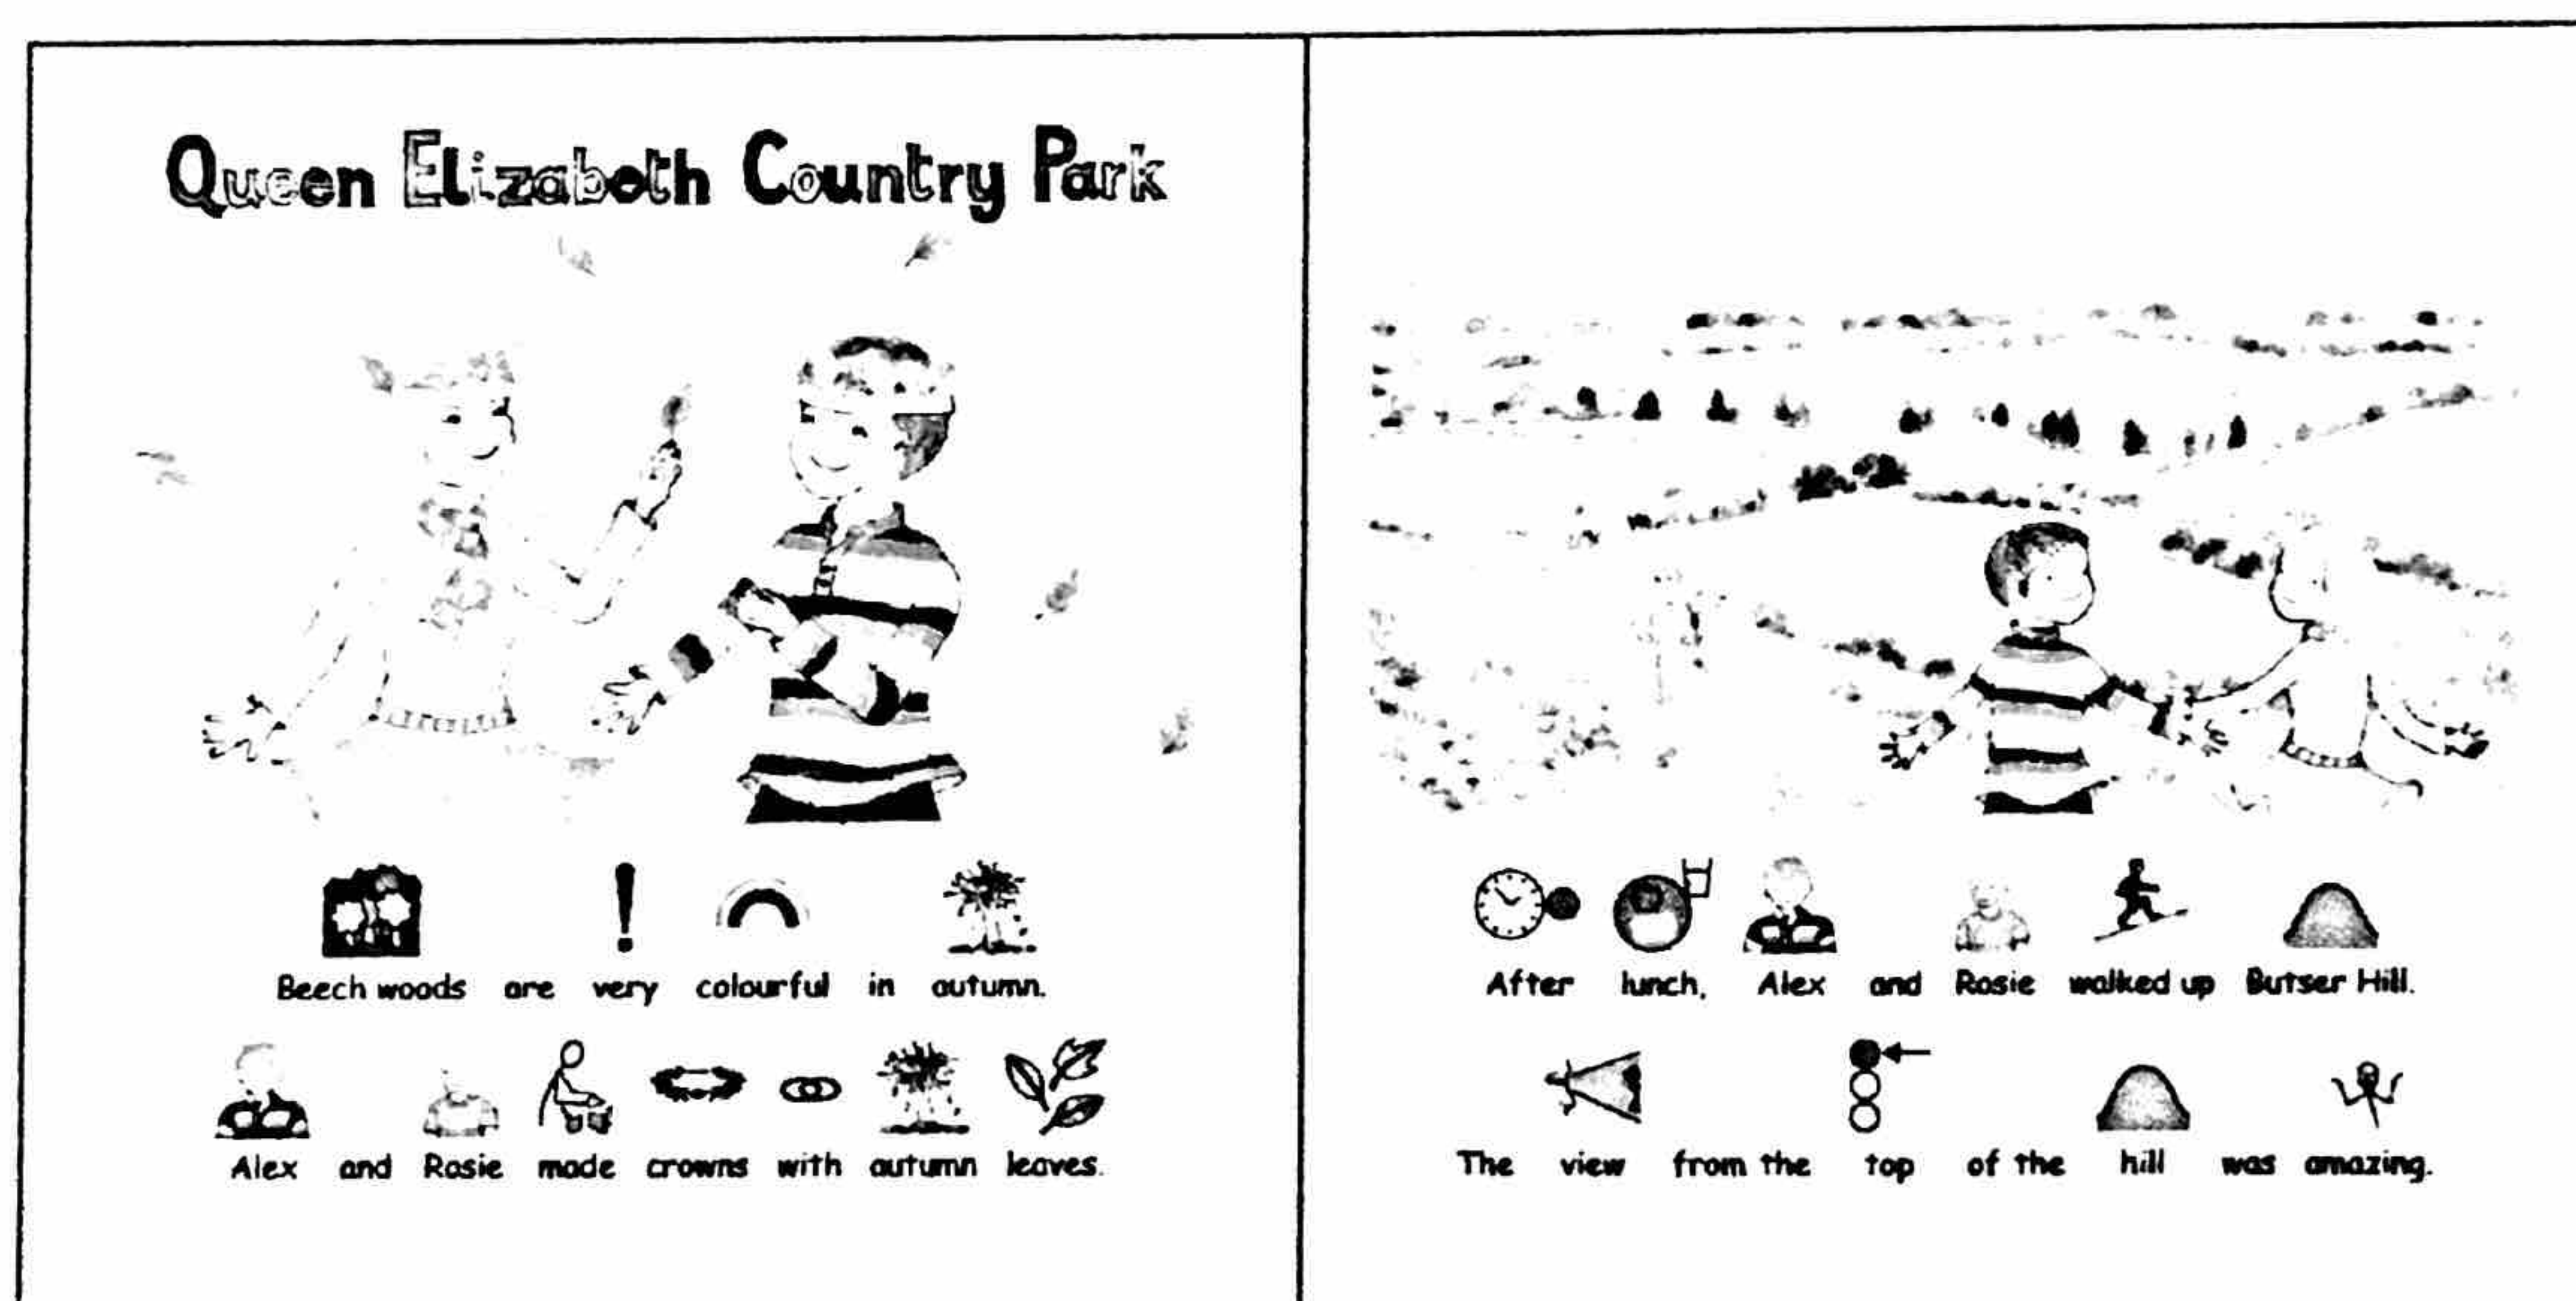 Queen Elizabeth Country Park
Beech woods are very colourful in autumn.
Alex and Rosie made crowns with autumn leaves.
After lunch, Alex and Rosie walked up Butser Hill.
The view from the top of the hill was amazing.